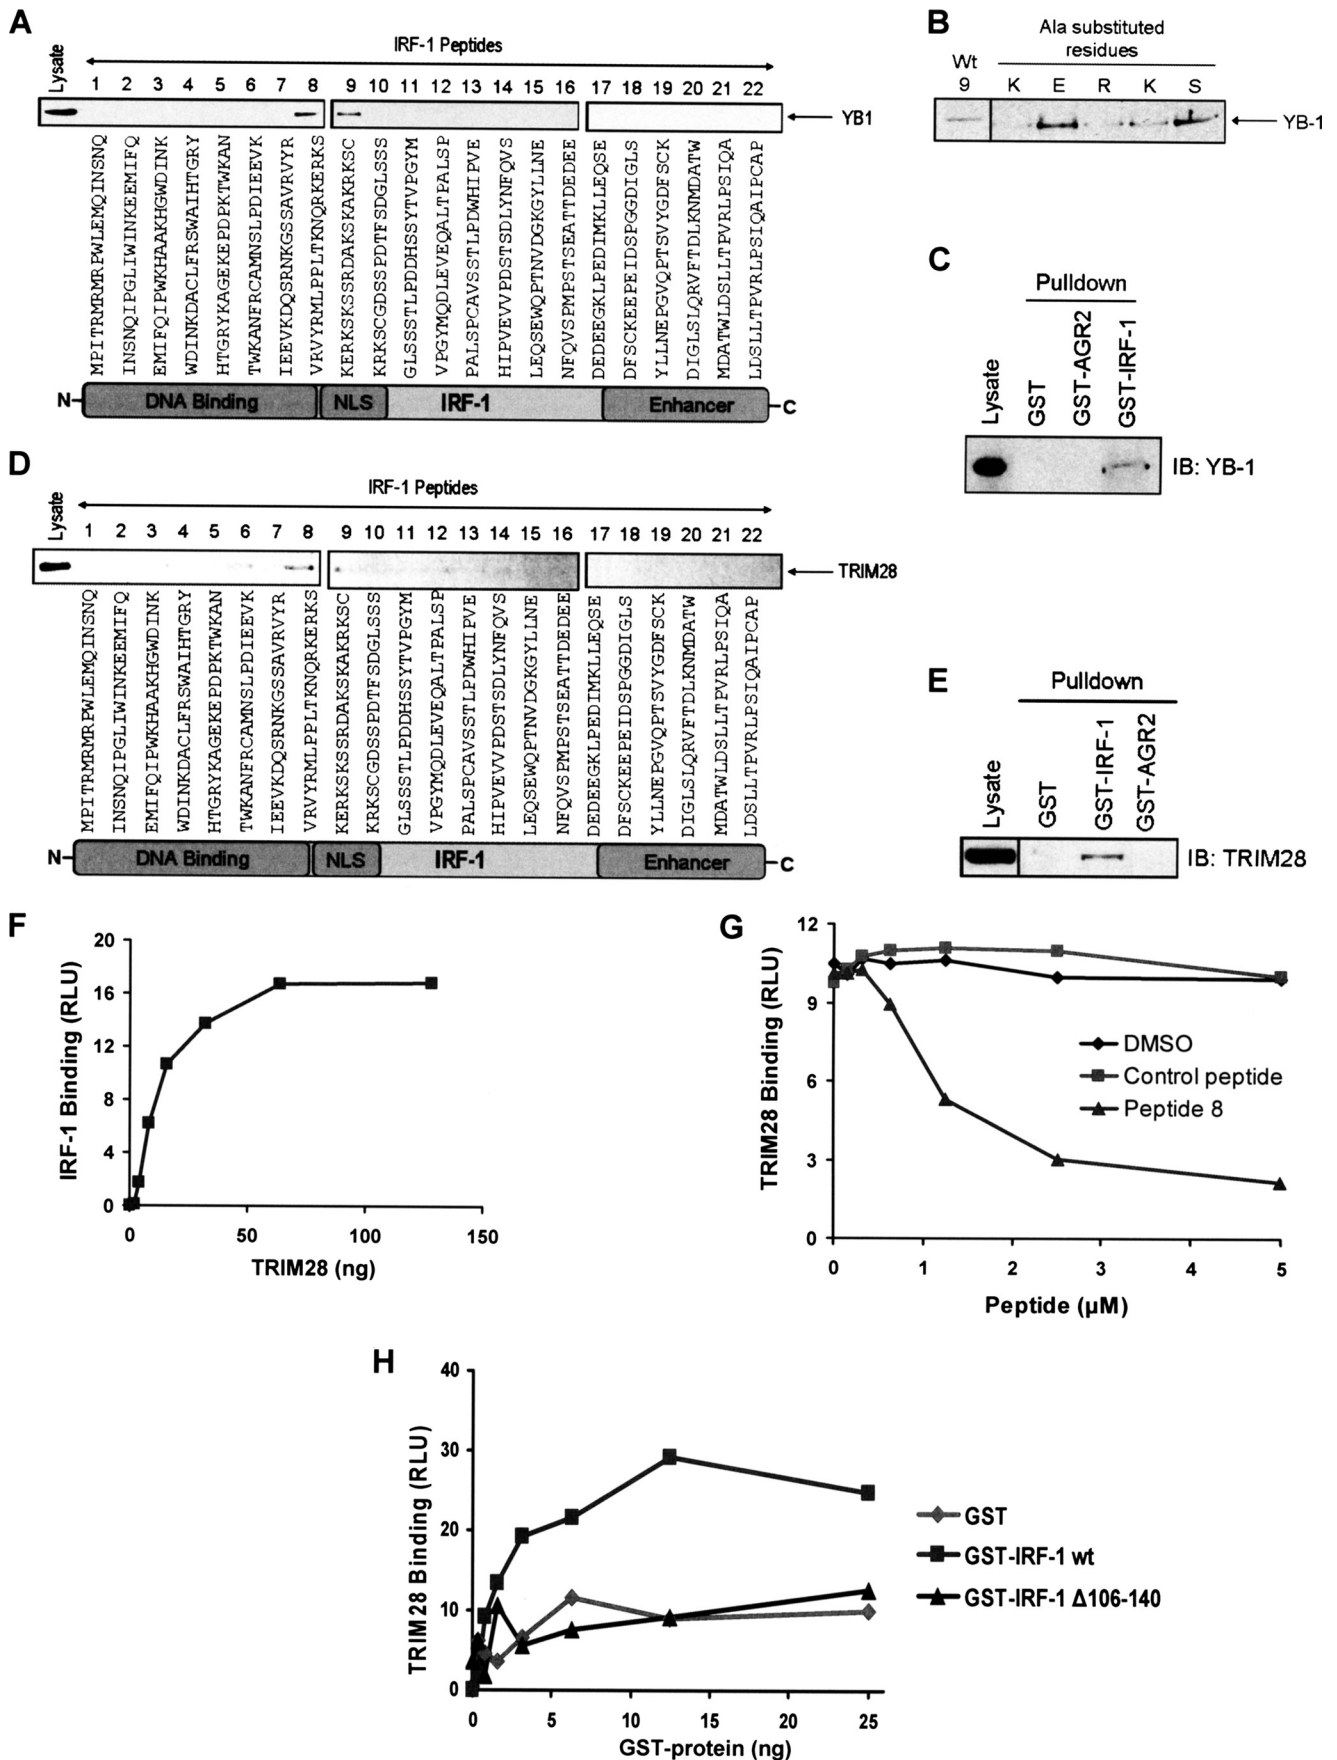 A
IRF-1 Peptides
Lysate
1 2 3 4 5 6 7 8 9 10 11 12 13 14 15 16 17 18 19 20 21 22
YB1
MPITRMRMRPWLEMQINSNQ
INSNQIPGLIWINKEEMIFQ
EMIFQIPWKHAAKHGWDINK
WDINKDACLFRSWAIHTGRY
HTGRYKAGEKEPDPKTWKAN
TWKANFRCAMNSLPDIEEVK
IEEVKDQSRNKGSSAVRVYR
VRVYRMLPPLTKNQRKERKS
KERKSKSSRDAKSKAKRKSC
KRKSCGDSSPDTFSDGLSSS
GLSSSTLPDDHSSYTVPGYM
VPGYMQDLEVEQALTPALSP
PALSPCAVSSTLPDWHIPVE
HIPVEVVPDSTSDLYNFQVS
LEQSEWQPTNVDGKGYLLNE
NFQVSPMPSTSEATTDEDEE
DEDEEGKLPEDIMKLLEQSE
DFSCKEEPEIDSPGGDIGLS
YLLNEPGVQPTSVYGDFSCK
DIGLSLQRVFTDLKNMDATW
MDATWLDSLLTPVRLPSIQA
LDSLLTPVRLPSIQAIPCAP
N DNA Binding NLS IRF-1 Enhancer C
B
Ala substituted
residues
Wt
9 K E R K S
YB-1
C
Pulldown
Lysate
GST
GST-AGR2
GST-IRF-1
IB: YB-1
D
IRF-1 Peptides
Lysate
1 2 3 4 5 6 7 8 9 10 11 12 13 14 15 16 17 18 19 20 21 22
TRIM28
MPITRMRMRPWLEMQINSNQ
INSNQIPGLIWINKEEMIFQ
EMIFQIPWKHAAKHGWDINK
WDINKDACLFRSWAIHTGRY
HTGRYKAGEKEPDPKTWKAN
TWKANFRCAMNSLPDIEEVK
IEEVKDQSRNKGSSAVRVYR
VRVYRMLPPLTKNQRKERKS
KERKSKSSRDAKSKAKRKSC
KRKSCGDSSPDTFSDGLSSS
GLSSSTLPDDHSSYTVPGYM
VPGYMQDLEVEQALTPALSP
PALSPCAVSSTLPDWHIPVE
HIPVEVVPDSTSDLYNFQVS
LEQSEWQPTNVDGKGYLLNE
NFQVSPMPSTSEATTDEDEE
DEDEEGKLPEDIMKLLEQSE
DFSCKEEPEIDSPGGDIGLS
YLLNEPGVQPTSVYGDFSCK
DIGLSLQRVFTDLKNMDATW
MDATWLDSLLTPVRLPSIQA
LDSLLTPVRLPSIQAIPCAP
N DNA Binding NLS IRF-1 Enhancer C
E
Pulldown
Lysate
GST
GST-IRF-1
GST-AGR2
IB: TRIM28
F
IRF-1 Binding (RLU)
20
16
12
8
4
0
0 50 100 150
TRIM28 (ng)
G
TRIM28 Binding (RLU)
12
9
6
3
0
DMSO
Control peptide
Peptide 8
0 1 2 3 4 5
Peptide (µM)
H
TRIM28 Binding (RLU)
40
30
20
10
0
GST
GST-IRF-1 wt
GST-IRF-1 Δ106-140
0 5 10 15 20 25
GST-protein (ng)